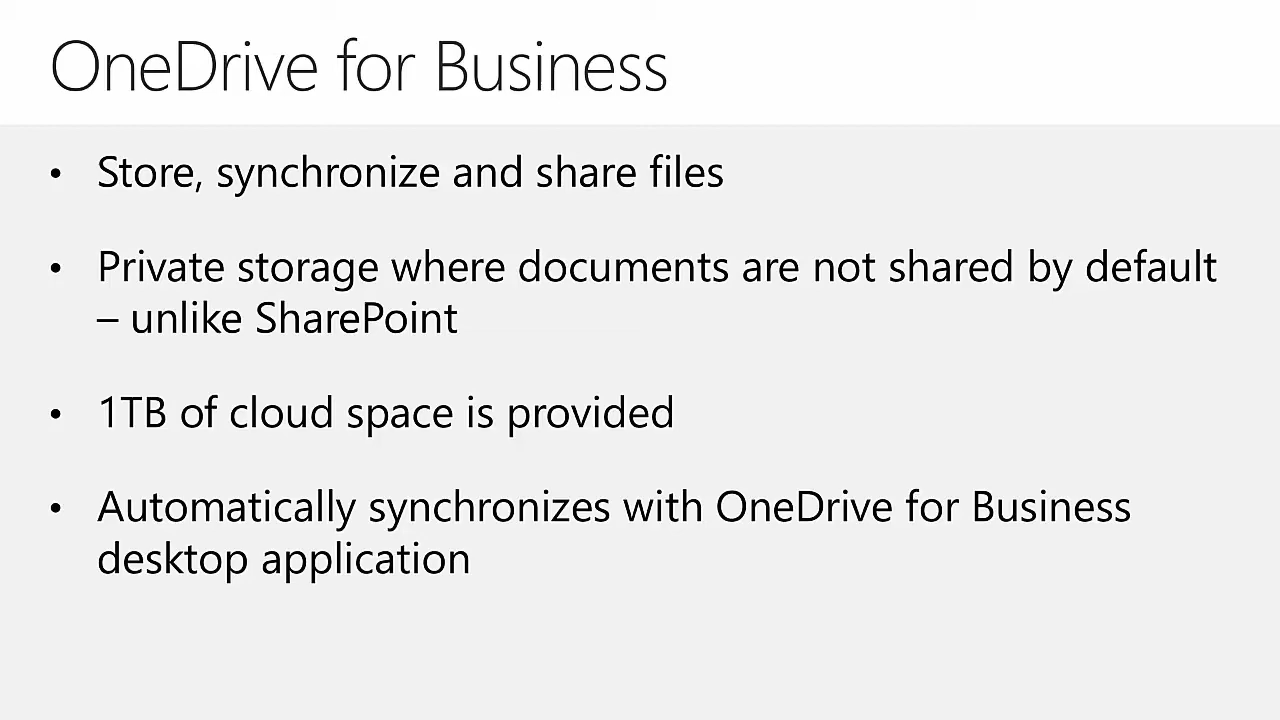 OneDrive for Business
• Store, synchronize and share files
• Private storage where documents are not shared by default
– unlike SharePoint
• 1TB of cloud space is provided
• Automatically synchronizes with OneDrive for Business
desktop application